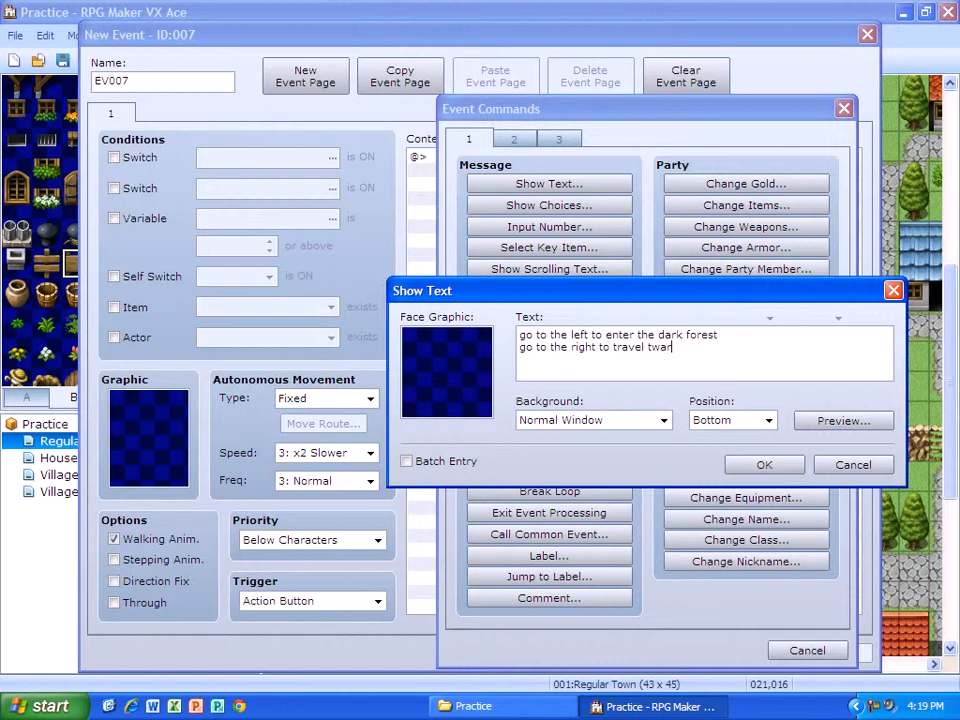 Practice - RPG Maker VX Ace
File Edit
New Event - ID:007
Name:
EV007
New Event Page
Copy Event Page
Paste Event Page
Delete Event Page
Clear Event Page
1
Conditions
Switch ... is ON
Switch ... is ON
Variable ... is
or above
Self Switch is ON
Item exists
Actor exists
Graphic
Autonomous Movement
Type: Fixed
Move Route...
Speed: 3: x2 Slower
Freq: 3: Normal
Options
Walking Anim.
Stepping Anim.
Direction Fix
Through
Priority
Below Characters
Trigger
Action Button
Conte
@>
Event Commands
1 2 3
Message
Show Text...
Show Choices...
Input Number...
Select Key Item...
Show Scrolling Text...
Party
Change Gold...
Change Items...
Change Weapons...
Change Armor...
Change Party Member...
Show Text
Face Graphic:
Text:
go to the left to enter the dark forest
go to the right to travel twar
Background:
Normal Window
Position:
Bottom
Preview...
Batch Entry
OK
Cancel
Break Loop
Exit Event Processing
Call Common Event...
Label...
Jump to Label...
Comment...
Change Equipment...
Change Name...
Change Class...
Change Nickname...
Cancel
A
Practice
Regula
House
Village
Village
001:Regular Town (43 x 45)
021,016
start
Practice
Practice - RPG Maker ...
4:19 PM